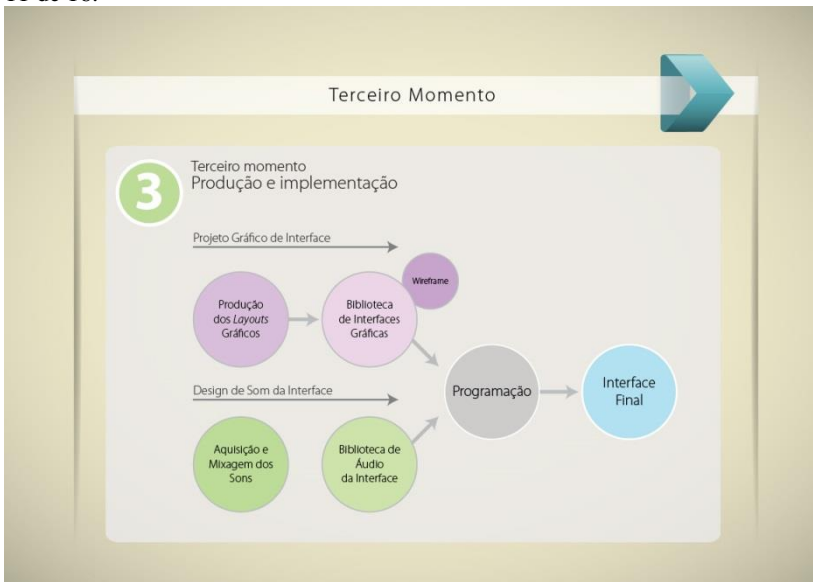 Terceiro Momento
3
Terceiro momento
Produção e implementação
Projeto Gráfico de Interface
Wireframe
Produção
dos Layouts
Gráficos
Biblioteca
de Interfaces
Gráficas
Programação
Interface
Final
Design de Som da Interface
Aquisição e
Mixagem dos
Sons
Biblioteca de
Áudio
da Interface